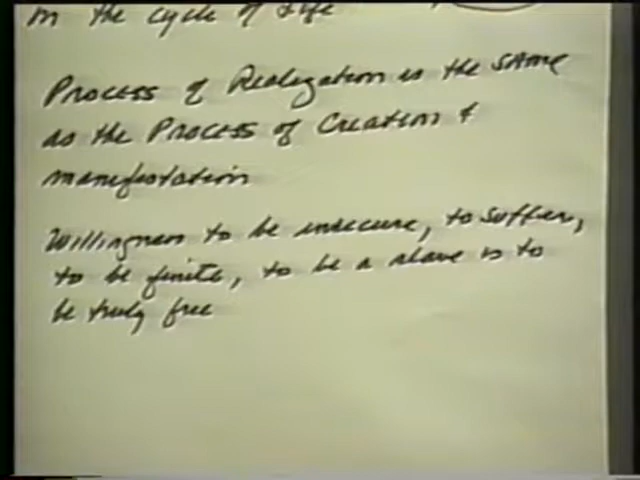 in the Cycle of Life
Process of Realization is the SAME
as the Process of Creation &
manifestation
Willingness to be insecure, to suffer,
to be finite, to be a slave is to
be truly free